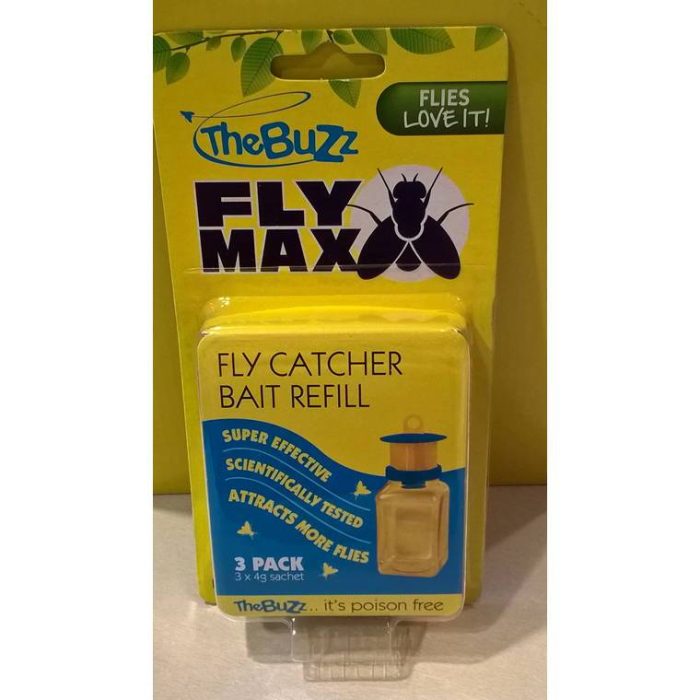 FLIES
LOVE IT!
TheBuzz
FLY
MAX
FLY CATCHER
BAIT REFILL
SUPER EFFECTIVE
SCIENTIFICALLY TESTED
ATTRACTS MORE FLIES
3 PACK
3 x 4g sachet
TheBuzz.. it's poison free